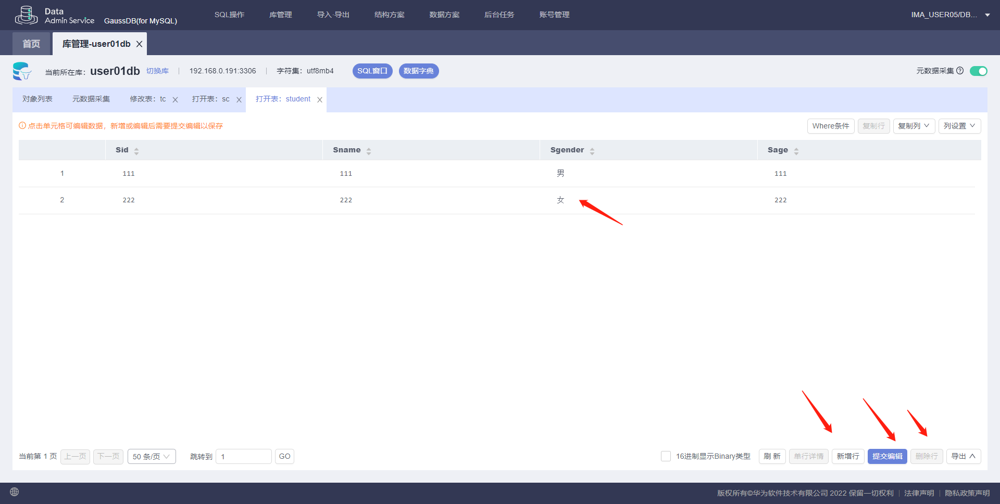 Data
Admin Service
GaussDB(for MySQL)
SQL操作
库管理
导入·导出
结构方案
数据方案
后台任务
账号管理
IMA_USER05/DB...
首页
库管理-user01db
当前所在库：user01db 切换库
192.168.0.191:3306
字符集：utf8mb4
SQL窗口
数据字典
元数据采集
对象列表
元数据采集
修改表：tc
打开表：sc
打开表：student
点击单元格可编辑数据，新增或编辑后需要提交编辑以保存
Where条件
复制行
复制列
列设置
Sid Sname Sgender Sage
1 111 111 男 111
2 222 222 女 222
当前第 1 页
上一页
下一页
50 条/页
跳转到
1
GO
16进制显示Binary类型
刷 新
单行详情
新增行
提交编辑
删除行
导出
版权所有©华为软件技术有限公司 2022 保留一切权利
法律声明
隐私政策声明